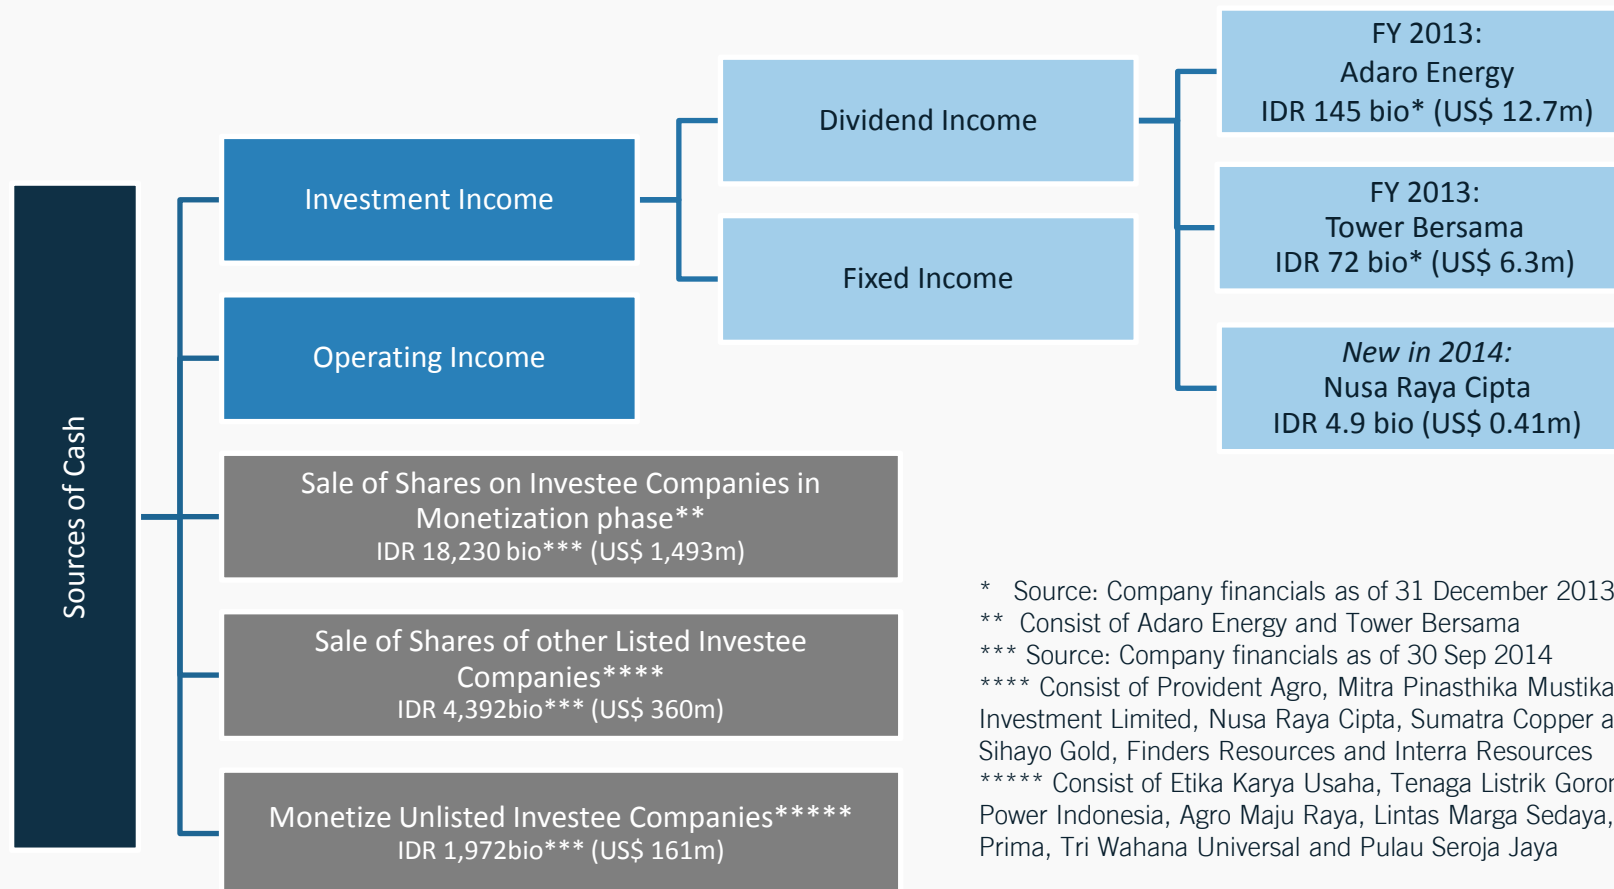 Sources of Cash
Investment Income
Operating Income
Sale of Shares on Investee Companies in
Monetization phase**
IDR 18,230 bio*** (US$ 1,493m)
Sale of Shares of other Listed Investee
Companies****
IDR 4,392bio*** (US$ 360m)
Monetize Unlisted Investee Companies*****
IDR 1,972bio*** (US$ 161m)
Dividend Income
Fixed Income
FY 2013:
Adaro Energy
IDR 145 bio* (US$ 12.7m)
FY 2013:
Tower Bersama
IDR 72 bio* (US$ 6.3m)
New in 2014:
Nusa Raya Cipta
IDR 4.9 bio (US$ 0.41m)
* Source: Company financials as of 31 December 2013
** Consist of Adaro Energy and Tower Bersama
*** Source: Company financials as of 30 Sep 2014
**** Consist of Provident Agro, Mitra Pinasthika Mustika
Investment Limited, Nusa Raya Cipta, Sumatra Copper
Sihayo Gold, Finders Resources and Interra Resources
***** Consist of Etika Karya Usaha, Tenaga Listrik
Power Indonesia, Agro Maju Raya, Lintas Marga Sedaya,
Prima, Tri Wahana Universal and Pulau Seroja Jaya